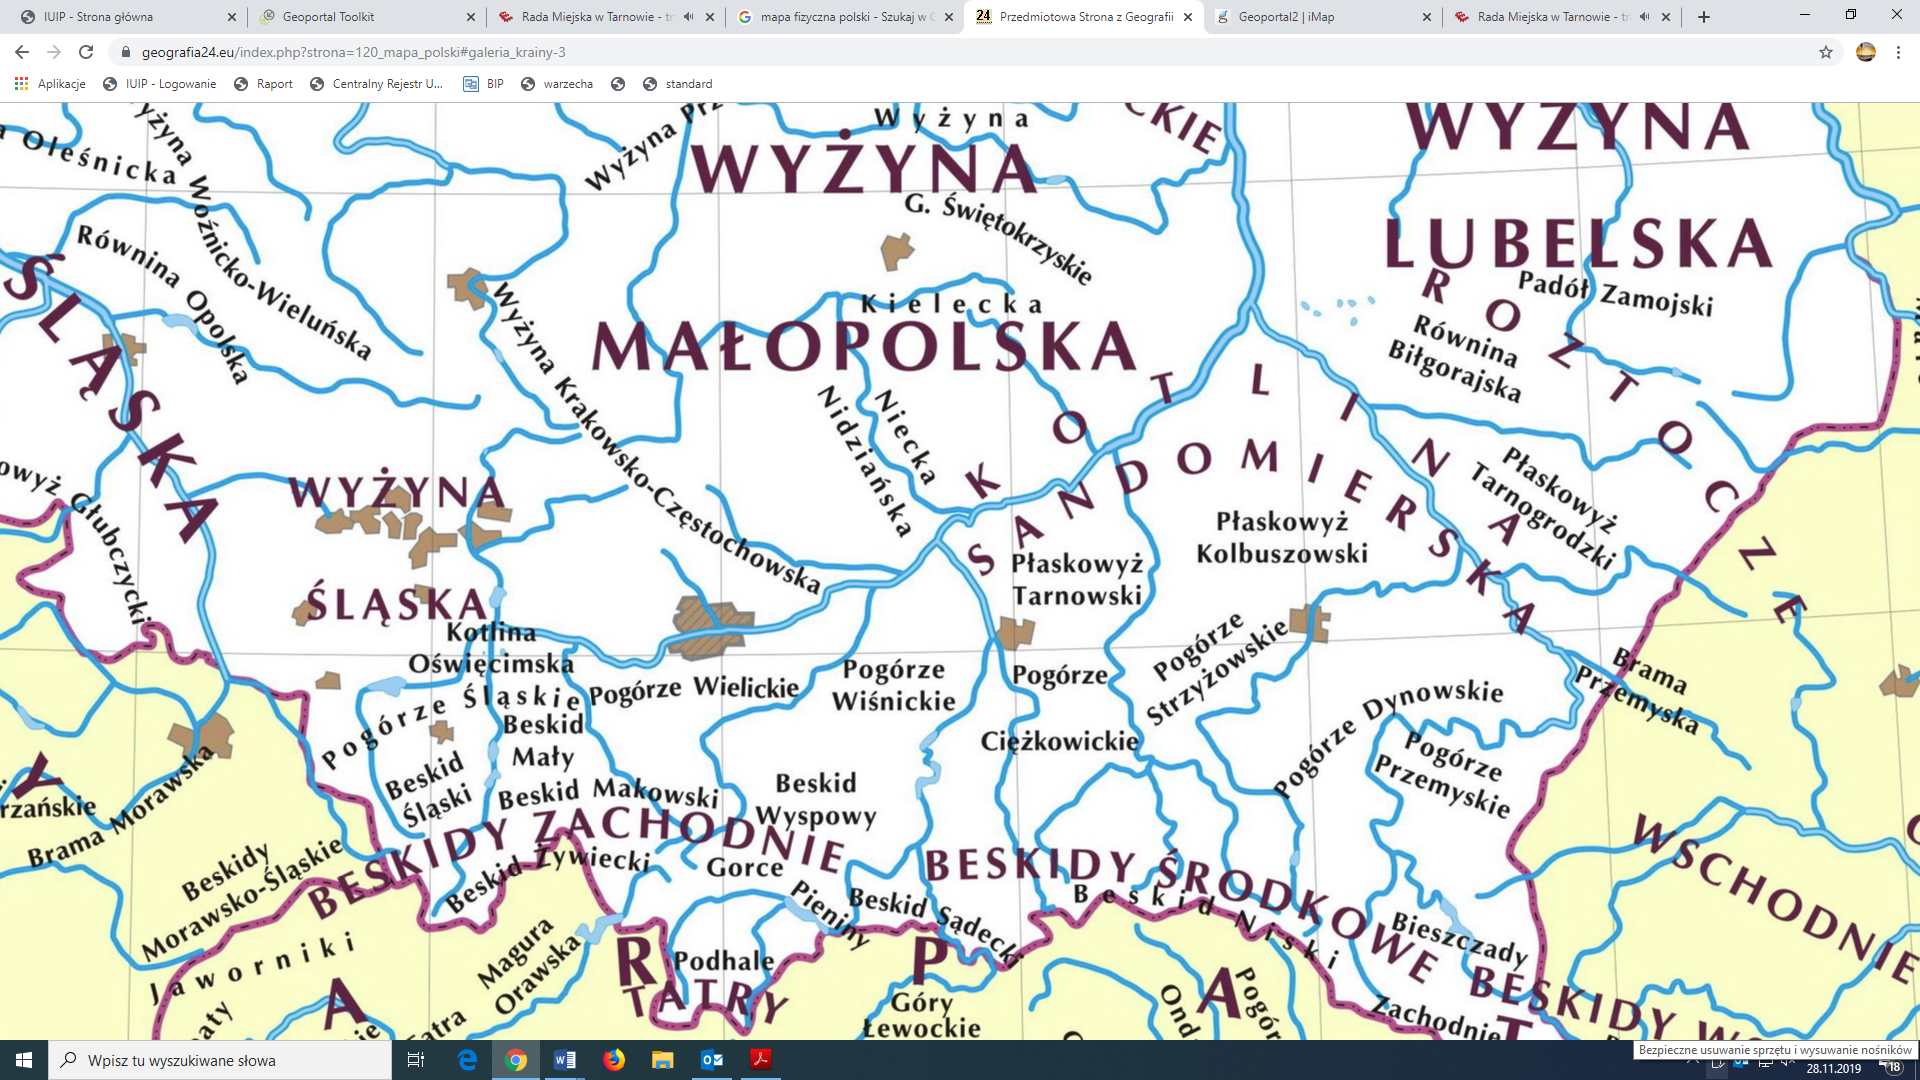 IUIP - Strona główna
Geoportal Toolkit
Rada Miejska w Tarnowie - tr
mapa fizyczna polski - Szukaj w G
Przedmiotowa Strona z Geografii
Geoportal2 | iMap
Rada Miejska w Tarnowie - tr
geografia24.eu/index.php?strona=120_mapa_polski#galeria_krainy-3
Aplikacje
IUIP - Logowanie
Raport
Centralny Rejestr U...
BIP
warzecha
standard
Oleśnicka
Wyżyna
WYŻYNA
CKIE
WYŻYNA
Woźnicko-Wieluńska
G. Świętokrzyskie
LUBELSKA
Równina Opolska
ROZTOCZE
Padół Zamojski
Kielecka
MAŁOPOLSKA
Równina
Biłgorajska
ŚLĄSKA
Wyżyna Krakowsko-Częstochowska
Niecka
Nidziańska
KOTLINA
SANDOMIERSKA
Płaskowyż
Tarnogrodzki
Głubczycki
WYŻYNA
ŚLĄSKA
Płaskowyż
Kolbuszowski
Płaskowyż
Tarnowski
Kotlina
Oświęcimska
Pogórze Śląskie
Pogórze Wielickie
Pogórze
Wiśnickie
Pogórze
Ciężkowickie
Pogórze
Strzyżowskie
Pogórze Dynowskie
Brama
Przemyska
Pogórze
Przemyskie
Beskid
Mały
Beskid
Śląski
Beskid Makowski
Beskid
Wyspowy
Y
rzańskie
Brama Morawska
Beskidy
Morawsko-Śląskie
BESKIDY ZACHODNIE
Beskid Żywiecki
Gorce
Pieniny
Beskid Sądecki
BESKIDY ŚRODKOWE
Beskid Niski
Bieszczady
Zachodnie
BESKIDY
WSCHODNIE
Jaworniki
A
Magura
Orawska
R
Podhale
TATRY
P
Góry
Łewockie
A
Wpisz tu wyszukiwane słowa
Bezpieczne usuwanie sprzętu i wysuwanie nośników
28.11.2019
18